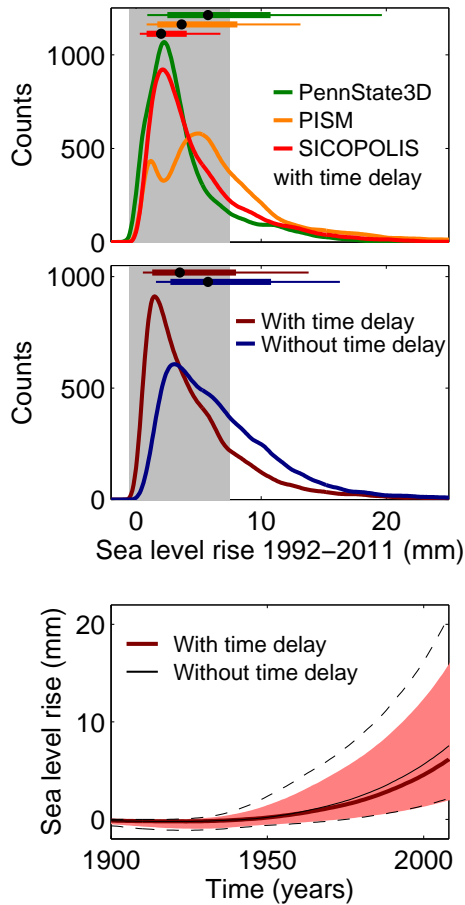 1000
500
0
Counts
PennState3D
PISM
SICOPOLIS
with time delay
1000
500
0
Counts
With time delay
Without time delay
0 10 20
Sea level rise 1992−2011 (mm)
20
10
0
Sea level rise (mm)
With time delay
Without time delay
1900 1950 2000
Time (years)